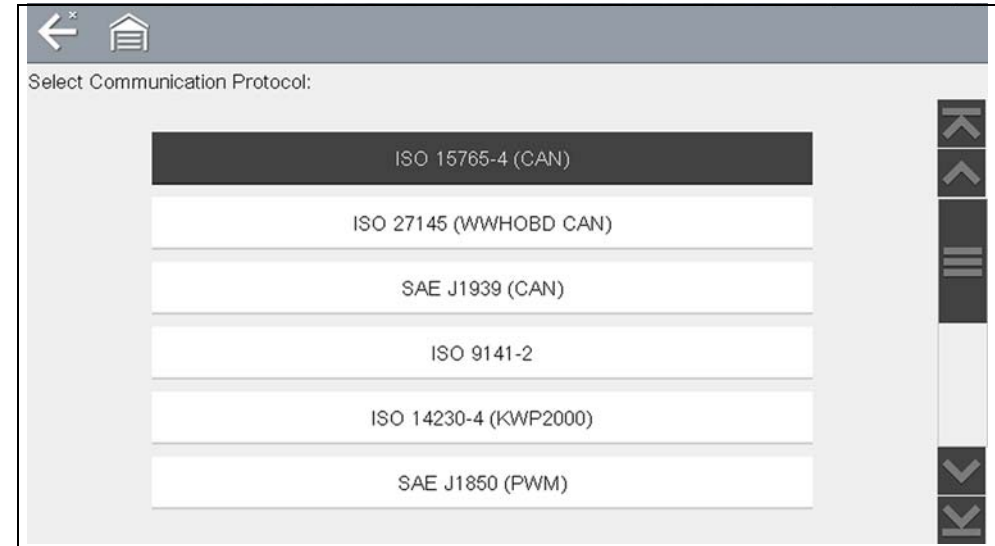 Select Communication Protocol:
ISO 15765-4 (CAN)
ISO 27145 (WWHOBD CAN)
SAE J1939 (CAN)
ISO 9141-2
ISO 14230-4 (KWP2000)
SAE J1850 (PWM)